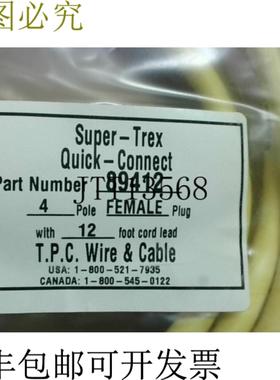 图必究
Super-Trex
Quick-Connect
Part Number 89412
JTL13568
4 Pole FEMALE Plug
with 12 foot cord lead
T.P.C. Wire & Cable
USA: 1-800-521-7935
CANADA: 1-800-545-0122
包邮可开发票